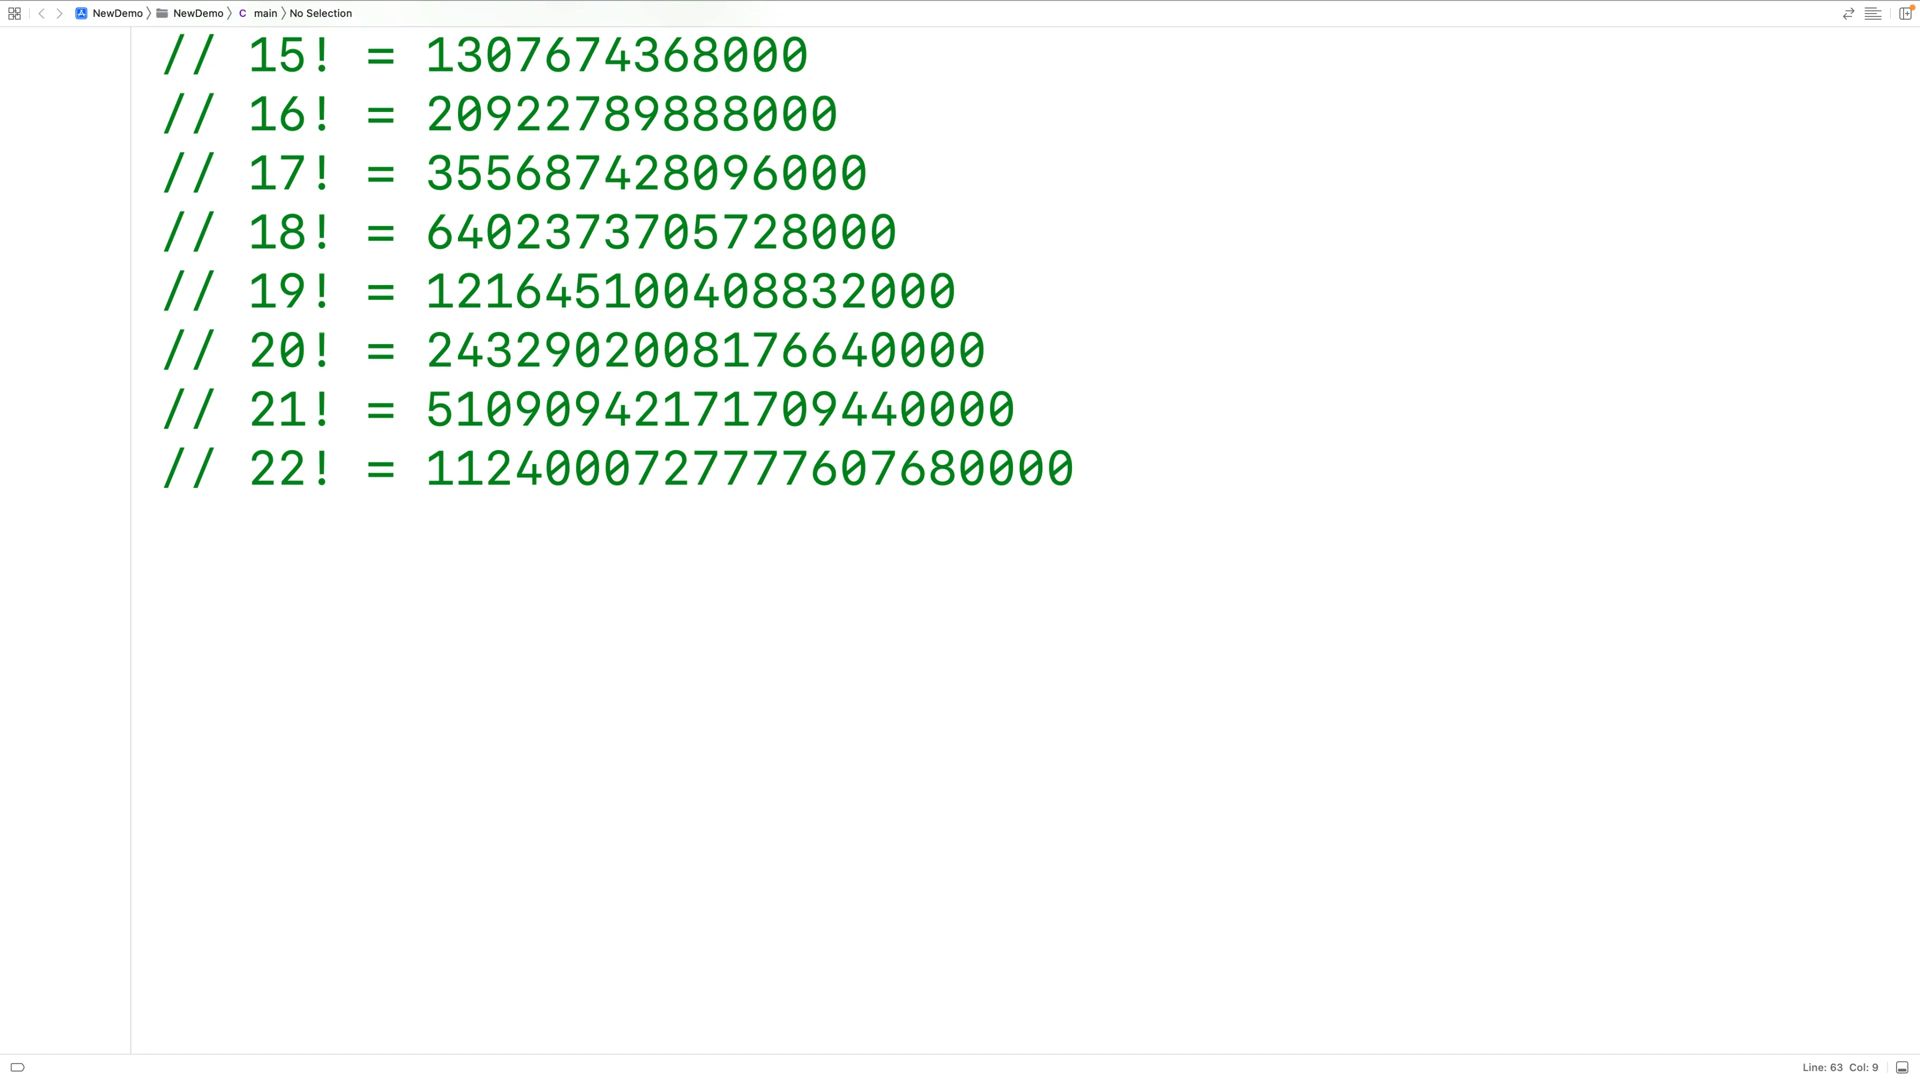 NewDemo NewDemo C main No Selection
// 15! = 1307674368000
// 16! = 20922789888000
// 17! = 355687428096000
// 18! = 6402373705728000
// 19! = 121645100408832000
// 20! = 2432902008176640000
// 21! = 51090942171709440000
// 22! = 1124000727777607680000
Line: 63 Col: 9